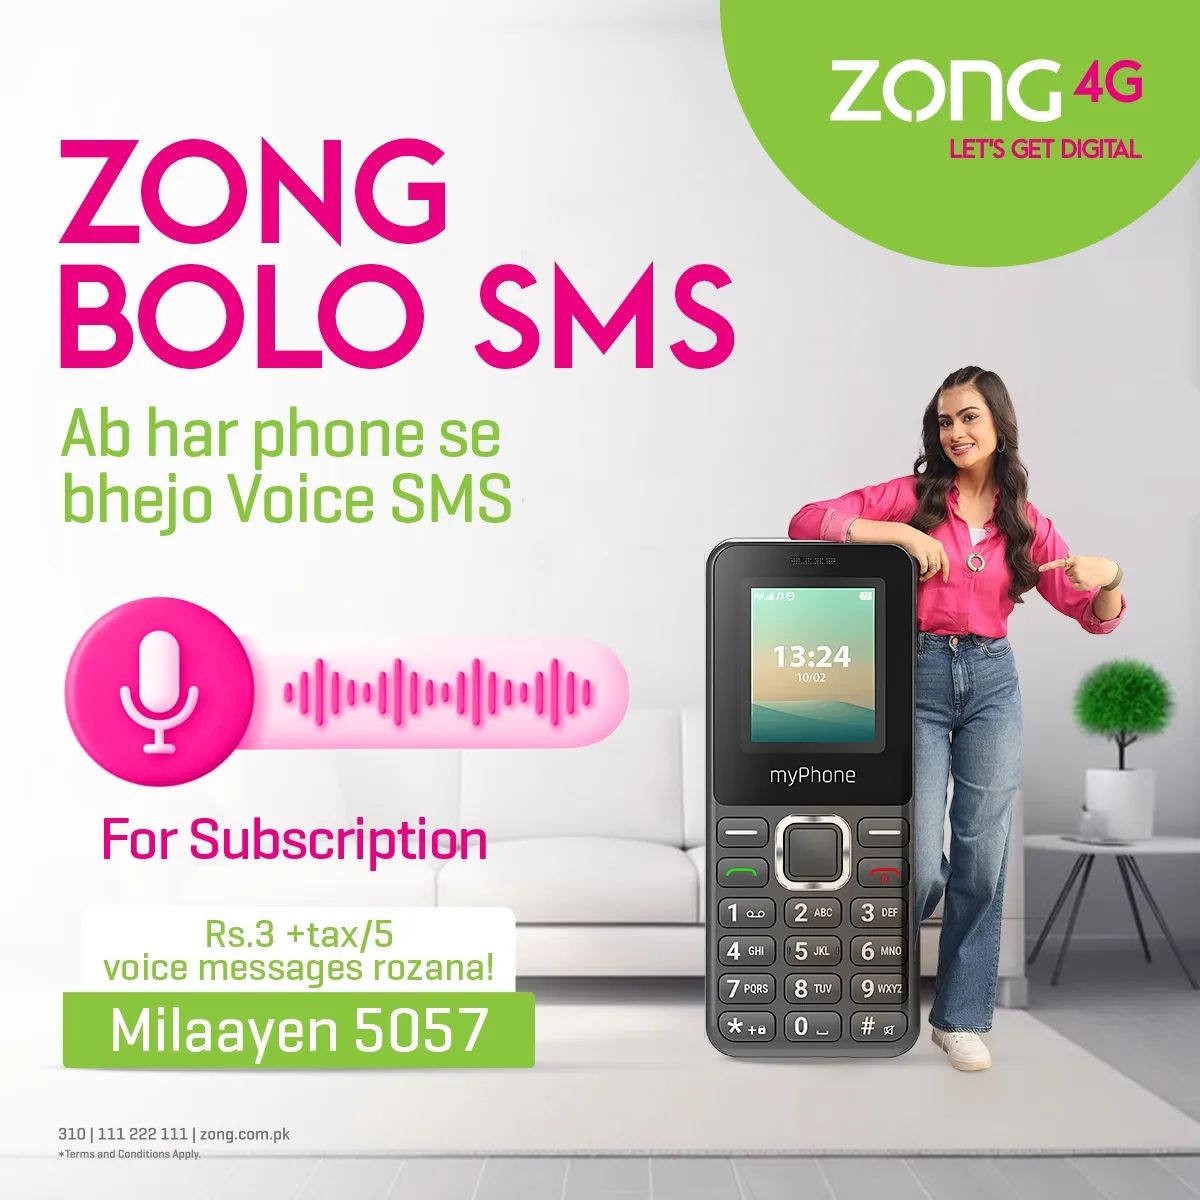 ZONG 4G
LET'S GET DIGITAL
ZONG
BOLO SMS
Ab har phone se
bhejo Voice SMS
13:24
10/02
myPhone
1
2 ABC
3 DEF
4 GHI
5 JKL
6 MNO
7 PQRS
8 TUV
9 WXYZ
* +
0
#
For Subscription
Rs.3 +tax/5
voice messages rozana!
Milaayen 5057
310 | 111 222 111 | zong.com.pk
*Terms and Conditions Apply.